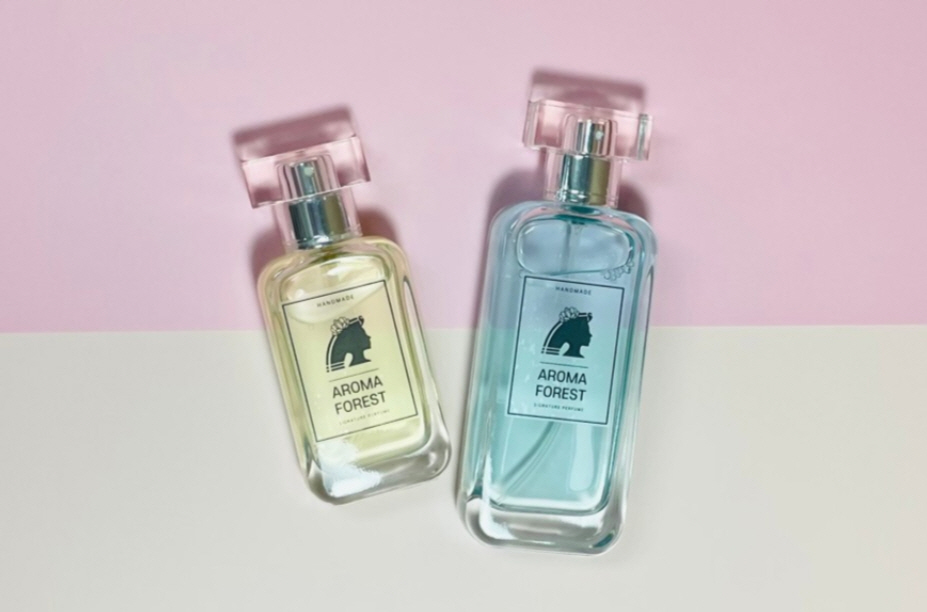 HANDMADE
AROMA
FOREST
SIGNATURE PERFUME
HANDMADE
AROMA
FOREST
SIGNATURE PERFUME